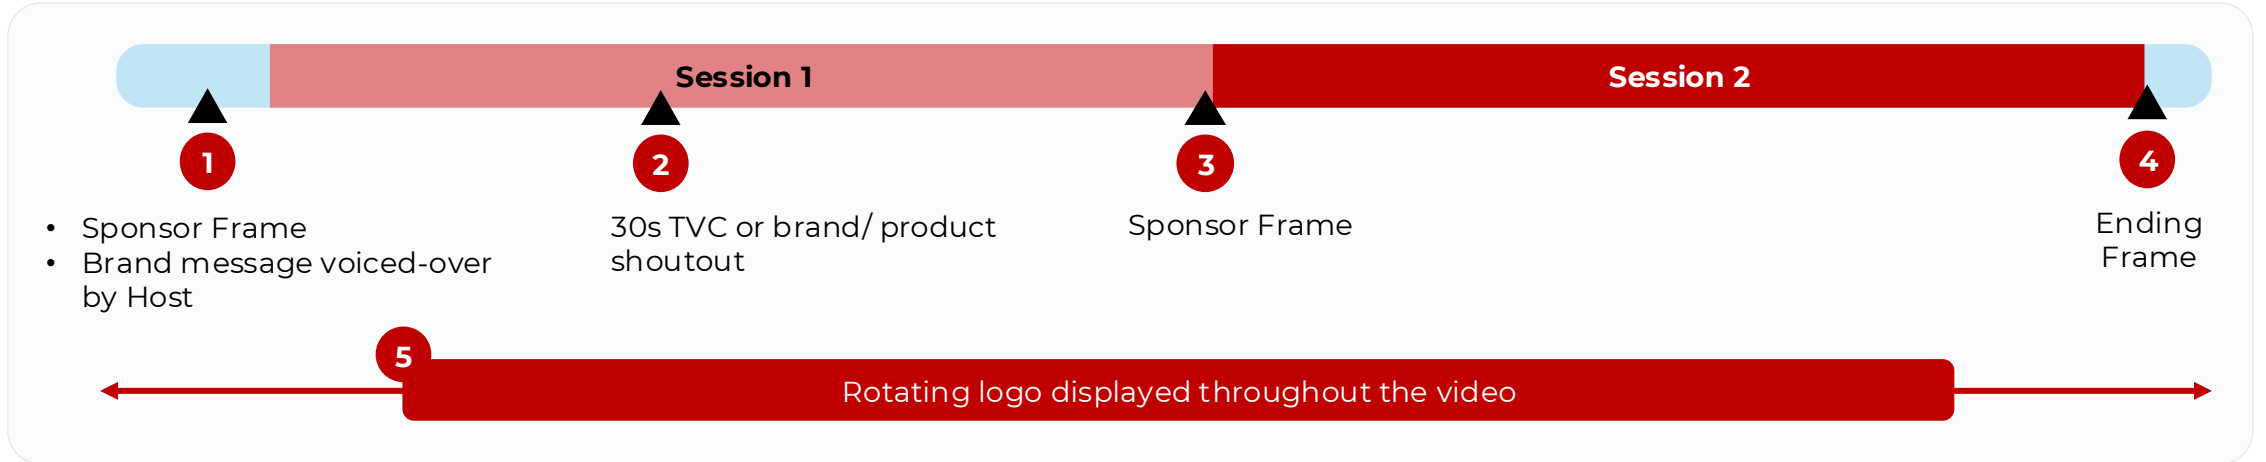 Session 1
Session 2
1
2
3
4
• Sponsor Frame
• Brand message voiced-over
by Host
30s TVC or brand/ product
shoutout
Sponsor Frame
Ending
Frame
5
Rotating logo displayed throughout the video